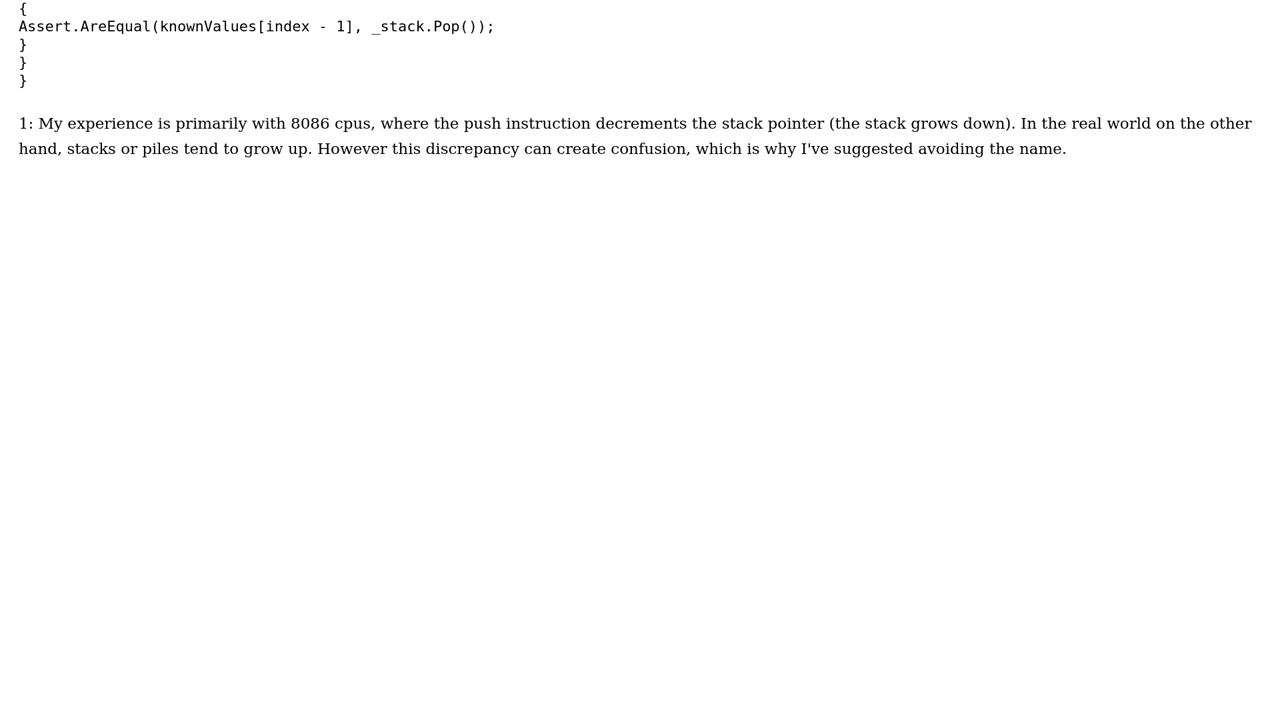 {
Assert.AreEqual(knownValues[index - 1], _stack.Pop());
}
}
}
1: My experience is primarily with 8086 cpus, where the push instruction decrements the stack pointer (the stack grows down). In the real world on the other
hand, stacks or piles tend to grow up. However this discrepancy can create confusion, which is why I've suggested avoiding the name.